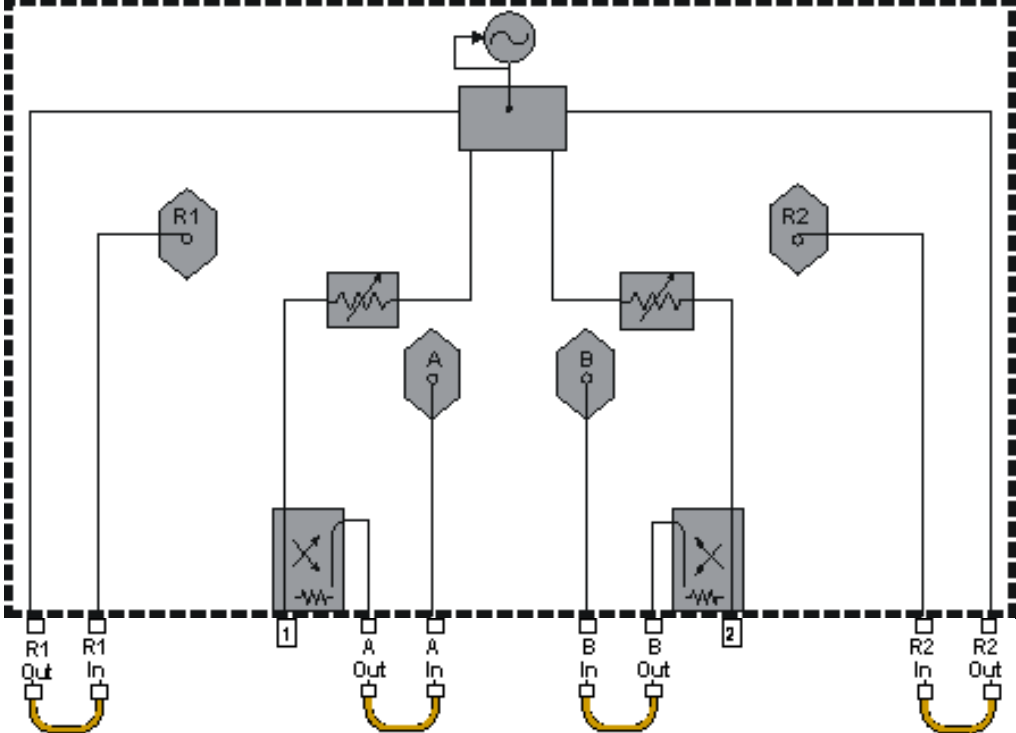 R1
R2
A
B
1
2
R1 Out
R1 In
A Out
A In
B In
B Out
R2 In
R2 Out